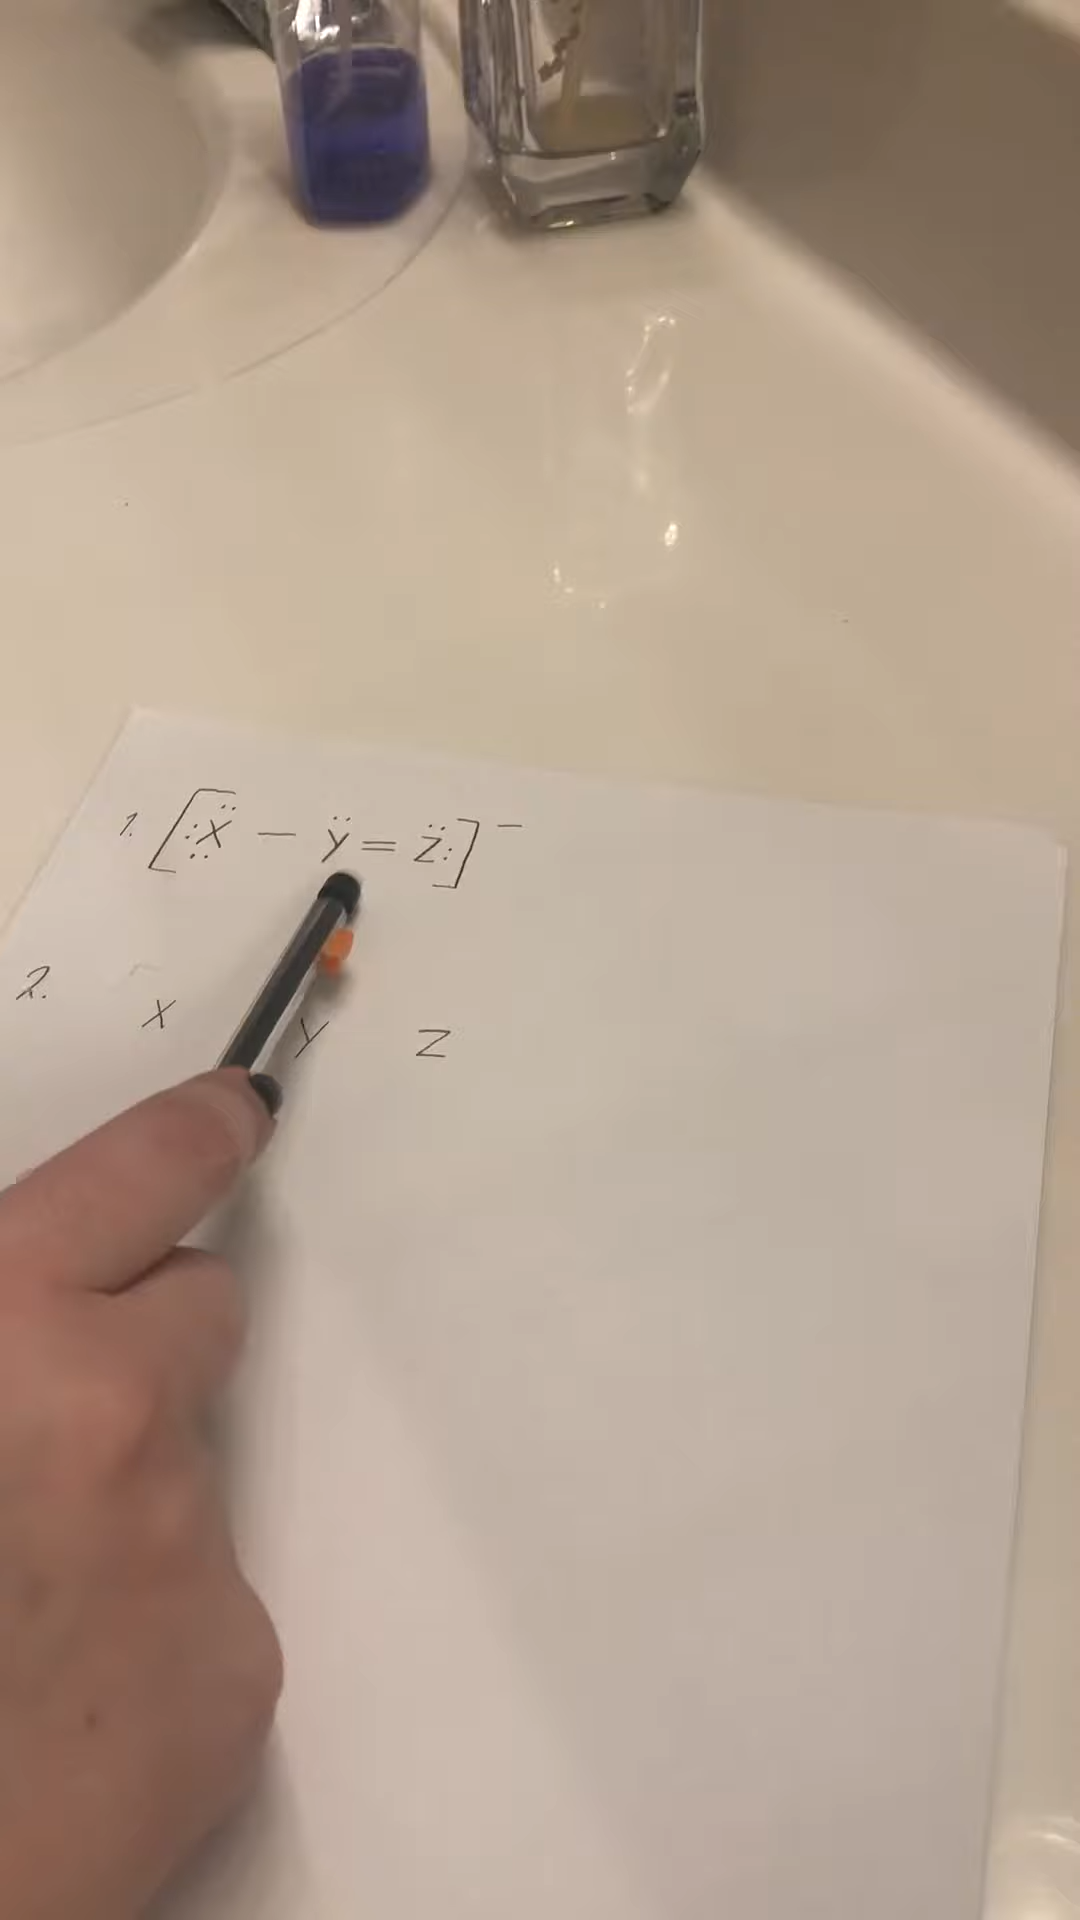 1. [:Ẍ̤ − Ÿ = Z̈:]⁻
2. X Y Z